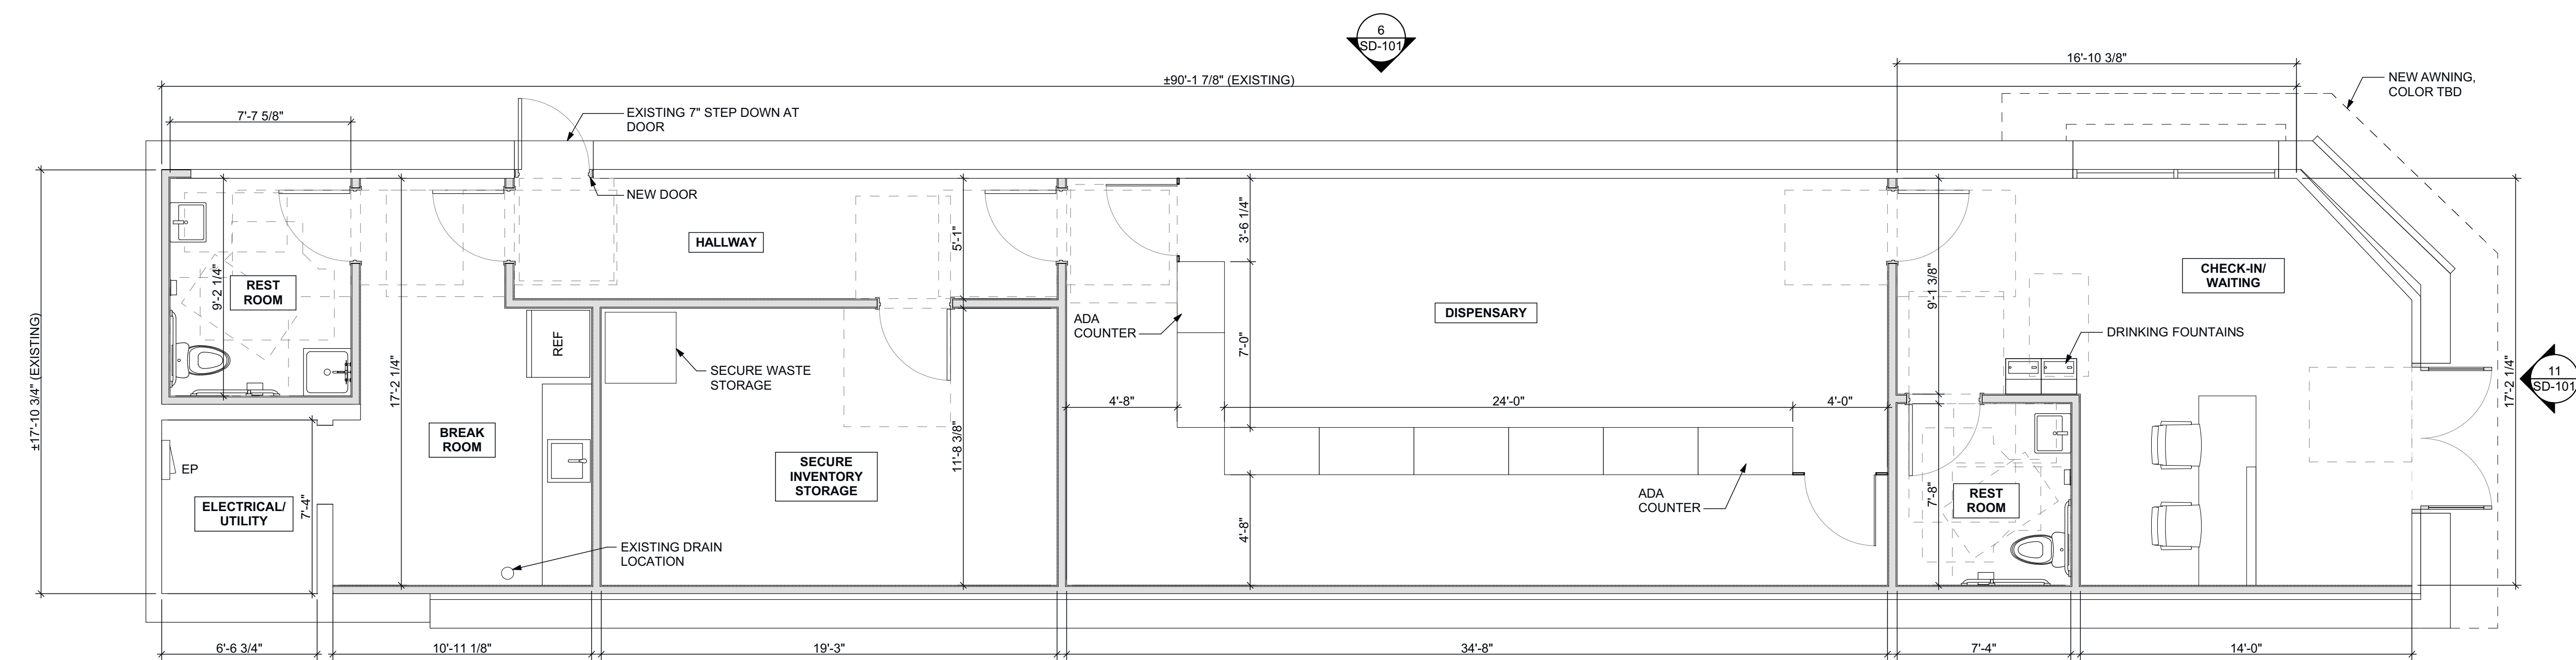 6
SD-101
16'-10 3/8"
±90'-1 7/8" (EXISTING)
NEW AWNING,
COLOR TBD
7'-7 5/8"
EXISTING 7" STEP DOWN AT
DOOR
NEW DOOR
HALLWAY
5'-1"
3'-6 1/4"
9'-1 3/8"
CHECK-IN/
WAITING
REST
ROOM
9'-2 1/4"
ADA
COUNTER
DISPENSARY
DRINKING FOUNTAINS
±17'-10 3/4" (EXISTING)
17'-2 1/4"
REF
SECURE WASTE
STORAGE
7'-0"
17'-2 1/4"
11
SD-101
4'-8"
24'-0"
4'-0"
BREAK
ROOM
EP
SECURE
INVENTORY
STORAGE
11'-8 3/8"
ELECTRICAL/
UTILITY
7'-4"
4'-8"
ADA
COUNTER
7'-8"
REST
ROOM
EXISTING DRAIN
LOCATION
6'-6 3/4"
10'-11 1/8"
19'-3"
34'-8"
7'-4"
14'-0"